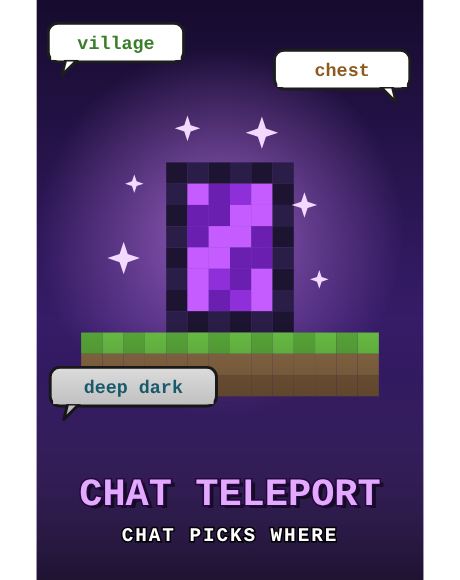 village
chest
deep dark
CHAT TELEPORT
CHAT PICKS WHERE